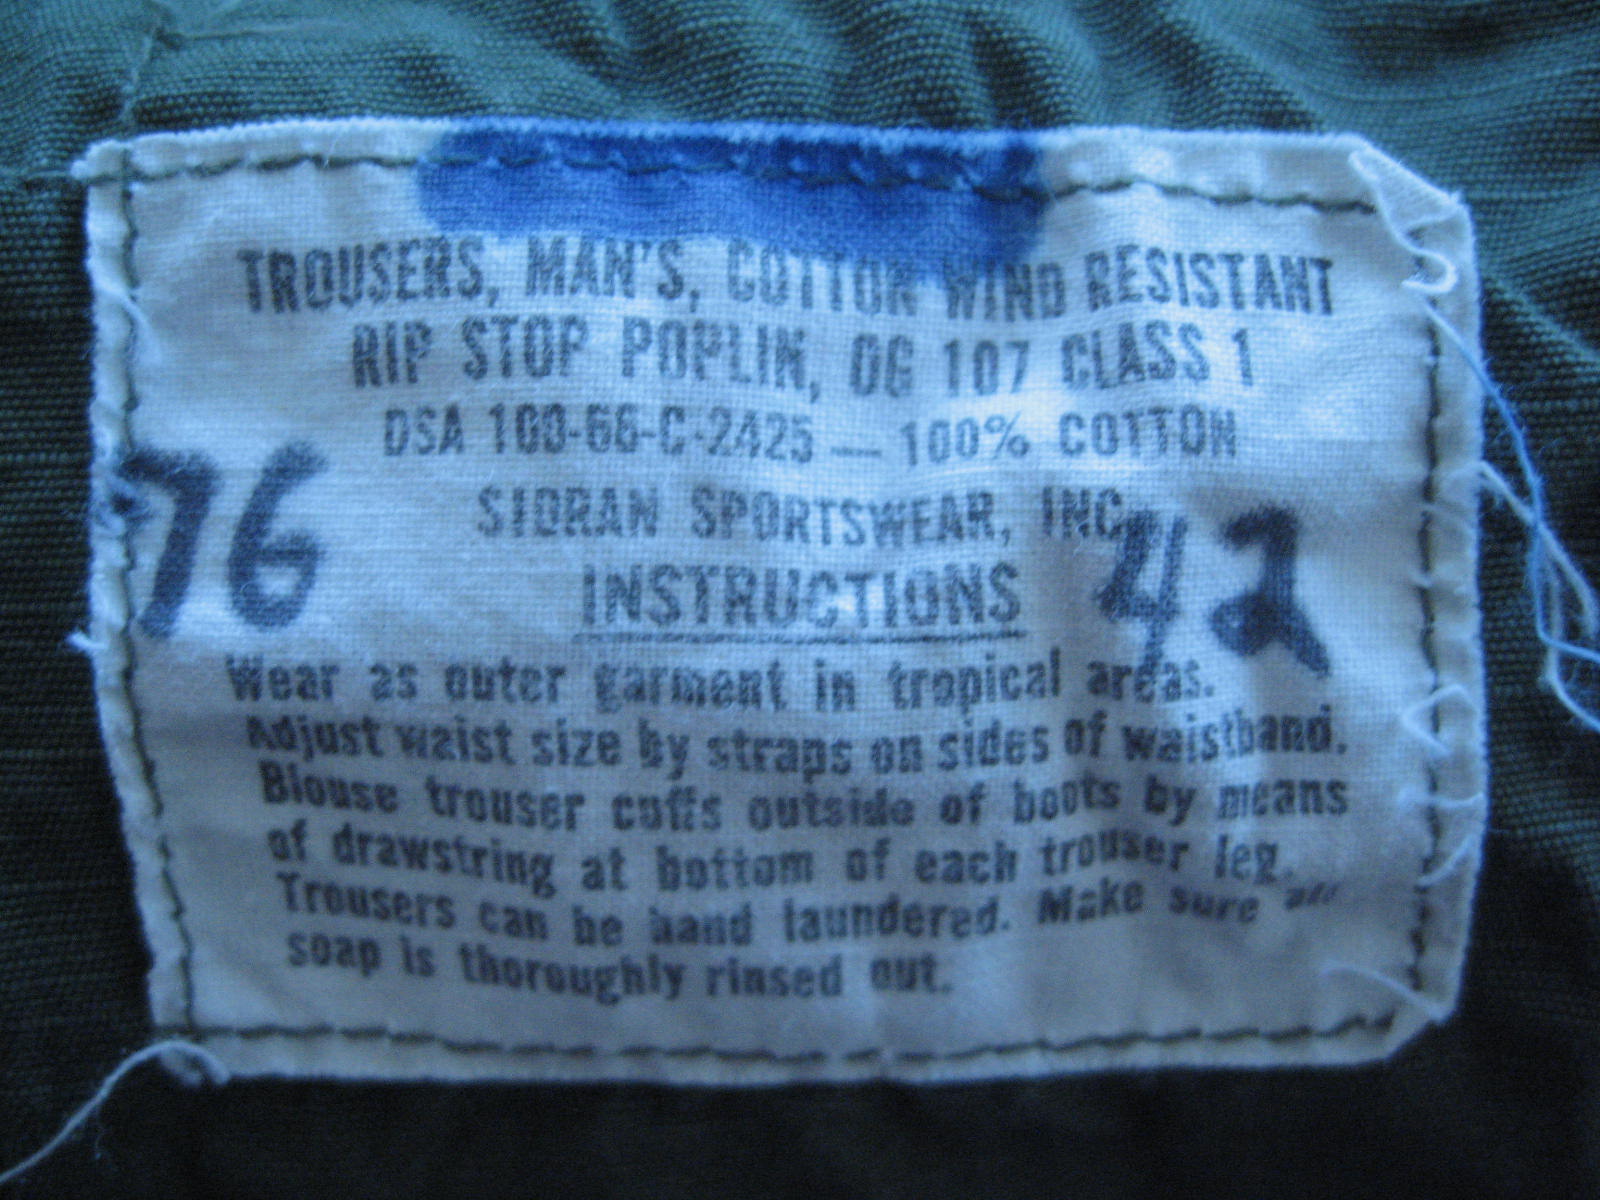 TROUSERS, MAN'S, COTTON WIND RESISTANT
RIP STOP POPLIN, OG 107 CLASS 1
DSA 100-66-C-2425 — 100% COTTON
SIDRAN SPORTSWEAR, INC.
76
42
INSTRUCTIONS
Wear as outer garment in tropical areas.
Adjust waist size by straps on sides of waistband.
Blouse trouser cuffs outside of boots by means
of drawstring at bottom of each trouser leg.
Trousers can be hand laundered. Make sure all
soap is thoroughly rinsed out.